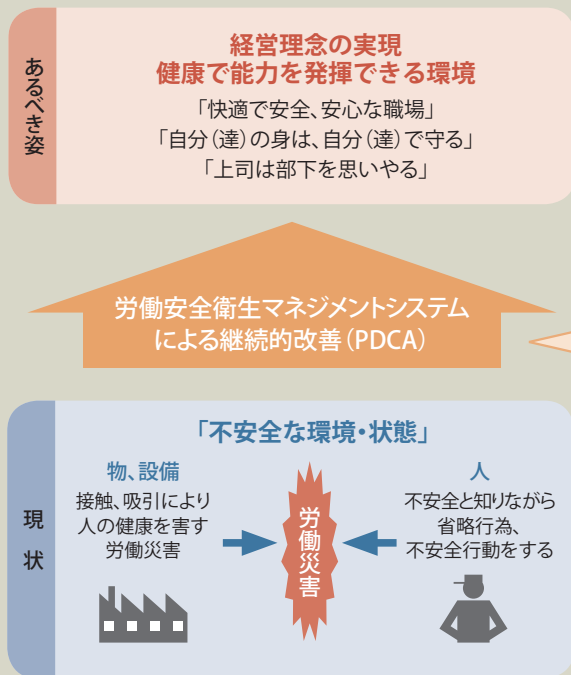 あるべき姿
経営理念の実現
健康で能力を発揮できる環境
「快適で安全、安心な職場」
「自分(達)の身は、自分(達)で守る」
「上司は部下を思いやる」
労働安全衛生マネジメントシステム
による継続的改善(PDCA)
現状
「不安全な環境・状態」
物、設備
接触、吸引により
人の健康を害す
労働災害
労働災害
人
不安全と知りながら
省略行為、
不安全行動をする